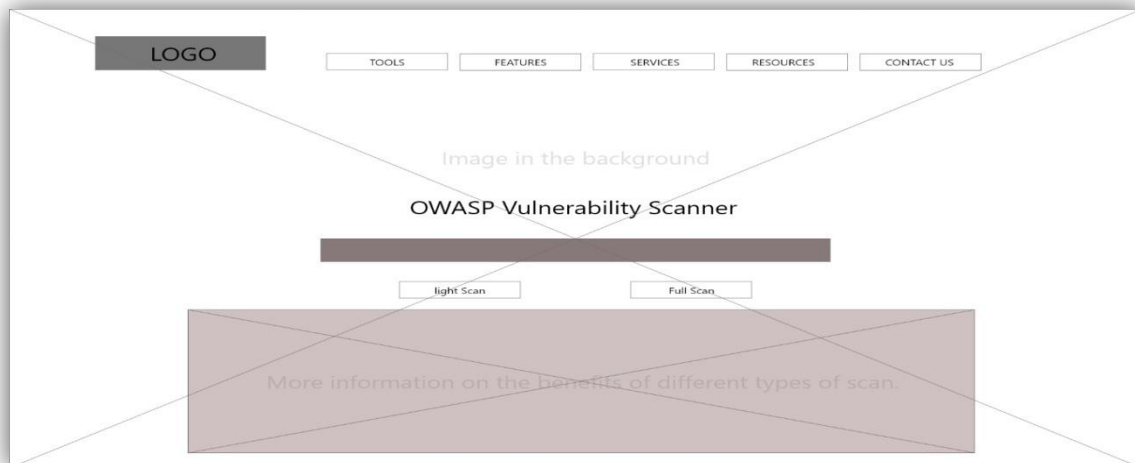 LOGO
TOOLS FEATURES SERVICES RESOURCES CONTACT US
Image in the background
OWASP Vulnerability Scanner
light Scan Full Scan
More information on the benefits of different types of scan.